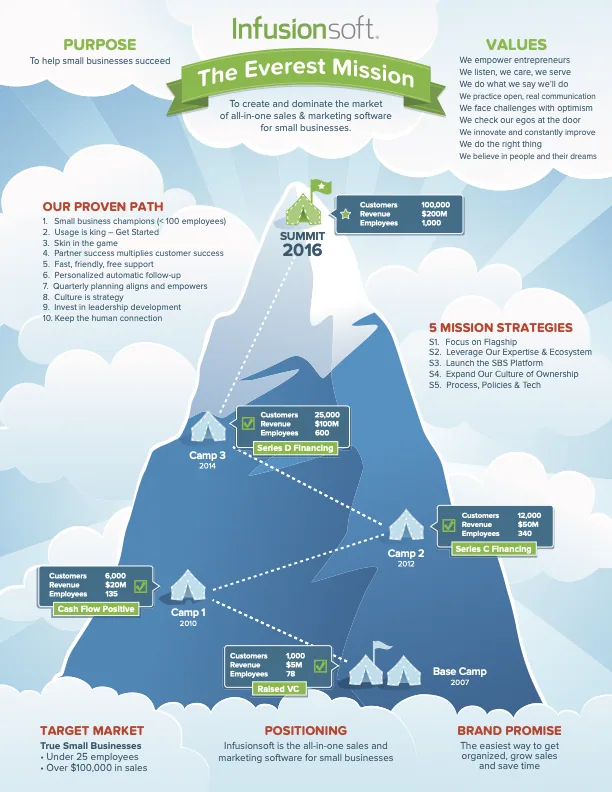 Infusionsoft.
The Everest Mission
To create and dominate the market
of all-in-one sales & marketing software
for small businesses.
PURPOSE
To help small businesses succeed
VALUES
We empower entrepreneurs
We listen, we care, we serve
We do what we say we'll do
We practice open, real communication
We face challenges with optimism
We check our egos at the door
We innovate and constantly improve
We do the right thing
We believe in people and their dreams
OUR PROVEN PATH
1. Small business champions (< 100 employees)
2. Usage is king – Get Started
3. Skin in the game
4. Partner success multiplies customer success
5. Fast, friendly, free support
6. Personalized automatic follow-up
7. Quarterly planning aligns and empowers
8. Culture is strategy
9. Invest in leadership development
10. Keep the human connection
SUMMIT
2016
Customers 100,000
Revenue $200M
Employees 1,000
5 MISSION STRATEGIES
S1. Focus on Flagship
S2. Leverage Our Expertise & Ecosystem
S3. Launch the SBS Platform
S4. Expand Our Culture of Ownership
S5. Process, Policies & Tech
Customers 25,000
Revenue $100M
Employees 600
Series D Financing
Camp 3
2014
Customers 12,000
Revenue $50M
Employees 340
Series C Financing
Camp 2
2012
Customers 6,000
Revenue $20M
Employees 135
Cash Flow Positive
Camp 1
2010
Customers 1,000
Revenue $5M
Employees 78
Raised VC
Base Camp
2007
TARGET MARKET
True Small Businesses
• Under 25 employees
• Over $100,000 in sales
POSITIONING
Infusionsoft is the all-in-one sales and
marketing software for small businesses
BRAND PROMISE
The easiest way to get
organized, grow sales
and save time